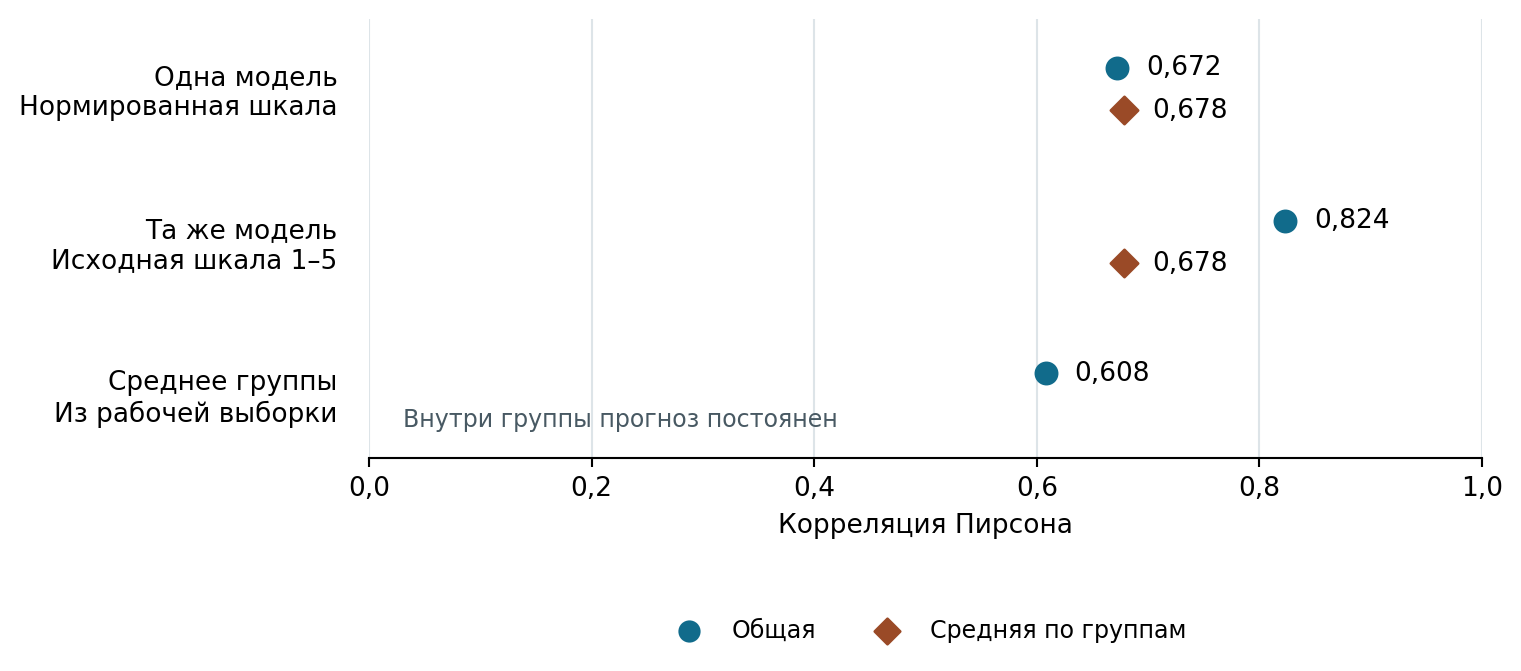 Одна модель
Нормированная шкала
0,672
0,678
Та же модель
Исходная шкала 1–5
0,824
0,678
Среднее группы
Из рабочей выборки
0,608
Внутри группы прогноз постоянен
0,0 0,2 0,4 0,6 0,8 1,0
Корреляция Пирсона
Общая Средняя по группам